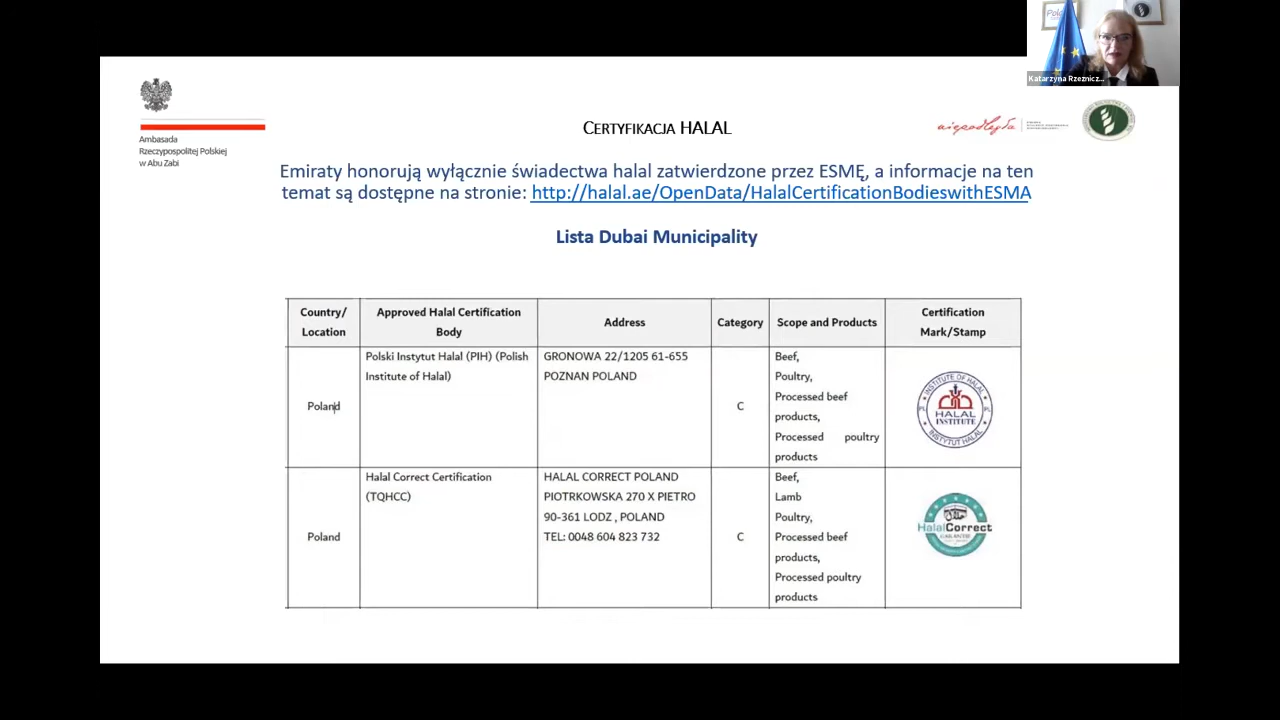 Katarzyna Rzeznicz...
Ambasada
Rzeczypospolitej Polskiej
w Abu Zabi
CERTYFIKACJA HALAL
niepodległa
Emiraty honorują wyłącznie świadectwa halal zatwierdzone przez ESMĘ, a informacje na ten
temat są dostępne na stronie: http://halal.ae/OpenData/HalalCertificationBodieswithESMA
Lista Dubai Municipality
Country/
Location
Approved Halal Certification
Body
Address
Category
Scope and Products
Certification
Mark/Stamp
Poland
Polski Instytut Halal (PIH) (Polish
Institute of Halal)
GRONOWA 22/1205 61-655
POZNAN POLAND
C
Beef,
Poultry,
Processed beef
products,
Processed poultry
products
INSTITUTE OF HALAL
PL PL
HALAL
INSTITUTE
INSTYTUT HALAL
Poland
Halal Correct Certification
(TQHCC)
HALAL CORRECT POLAND
PIOTRKOWSKA 270 X PIETRO
90-361 LODZ , POLAND
TEL: 0048 604 823 732
C
Beef,
Lamb
Poultry,
Processed beef
products,
Processed poultry
products
HalalCorrect
GARANTIE